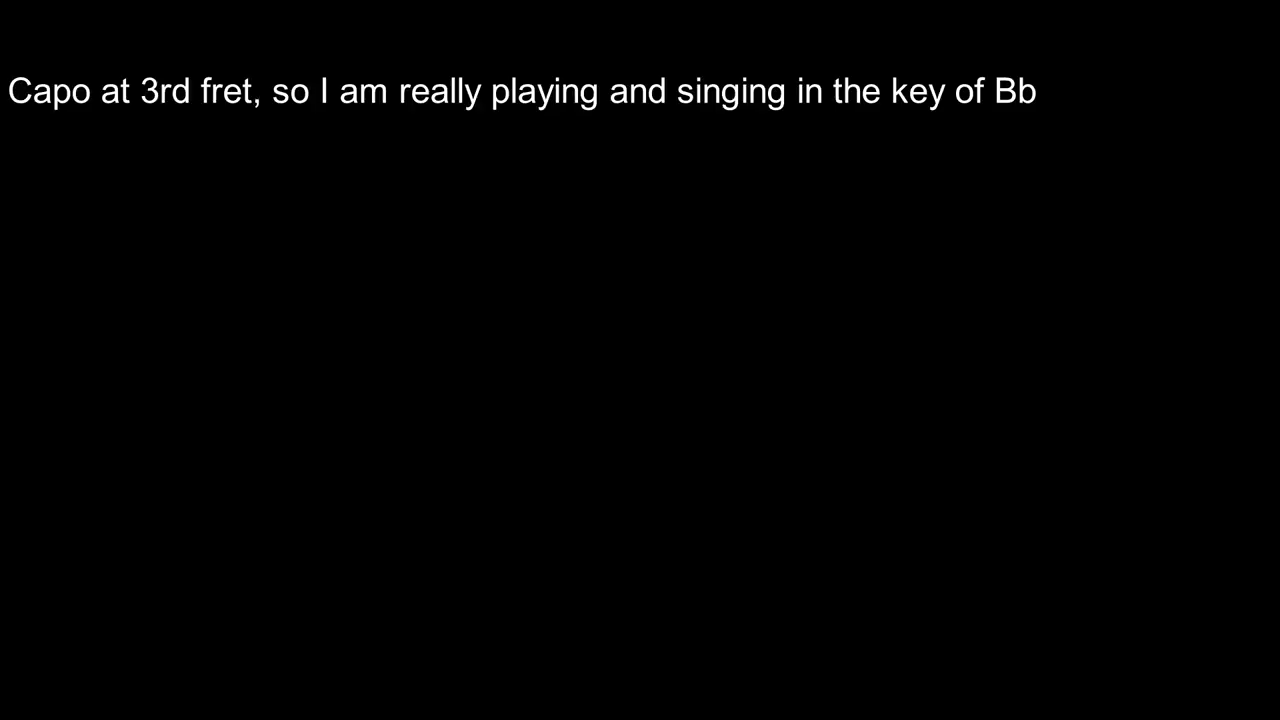 Capo at 3rd fret, so I am really playing and singing in the key of Bb